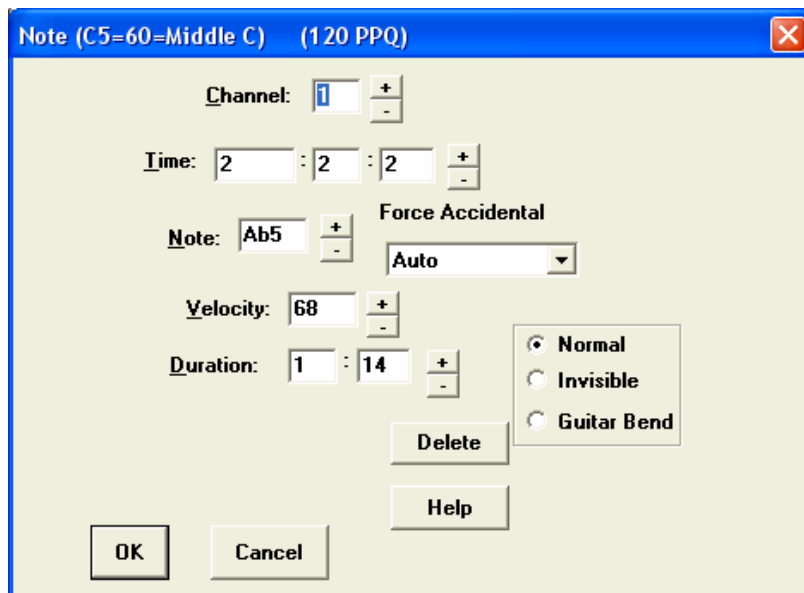 Note (C5=60=Middle C) (120 PPQ)
Channel: 1 + -
Time: 2 : 2 : 2 + -
Force Accidental
Note: Ab5 + -
Auto
Velocity: 68 + -
Duration: 1 : 14 + -
Normal
Invisible
Guitar Bend
Delete
Help
OK Cancel